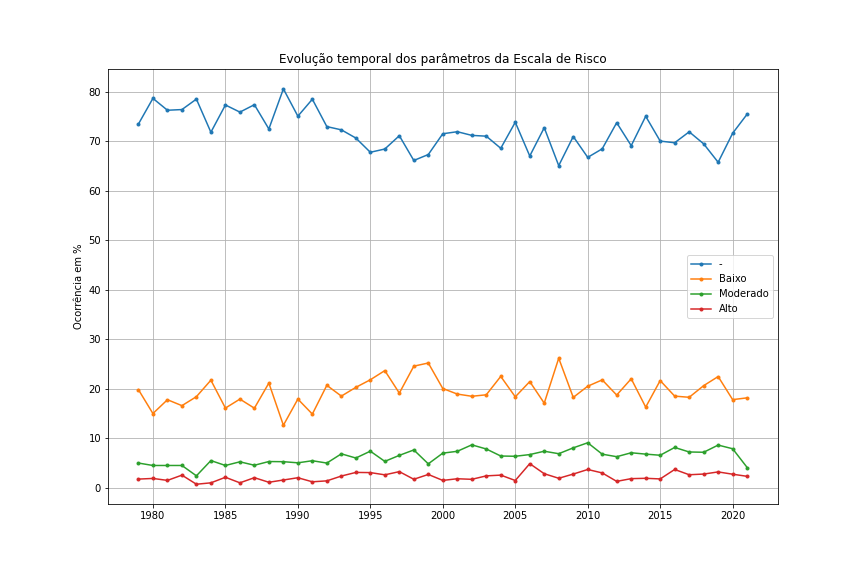 Evolução temporal dos parâmetros da Escala de Risco
Ocorrência em %
80
70
60
50
40
30
20
10
0
-
Baixo
Moderado
Alto
1980 1985 1990 1995 2000 2005 2010 2015 2020